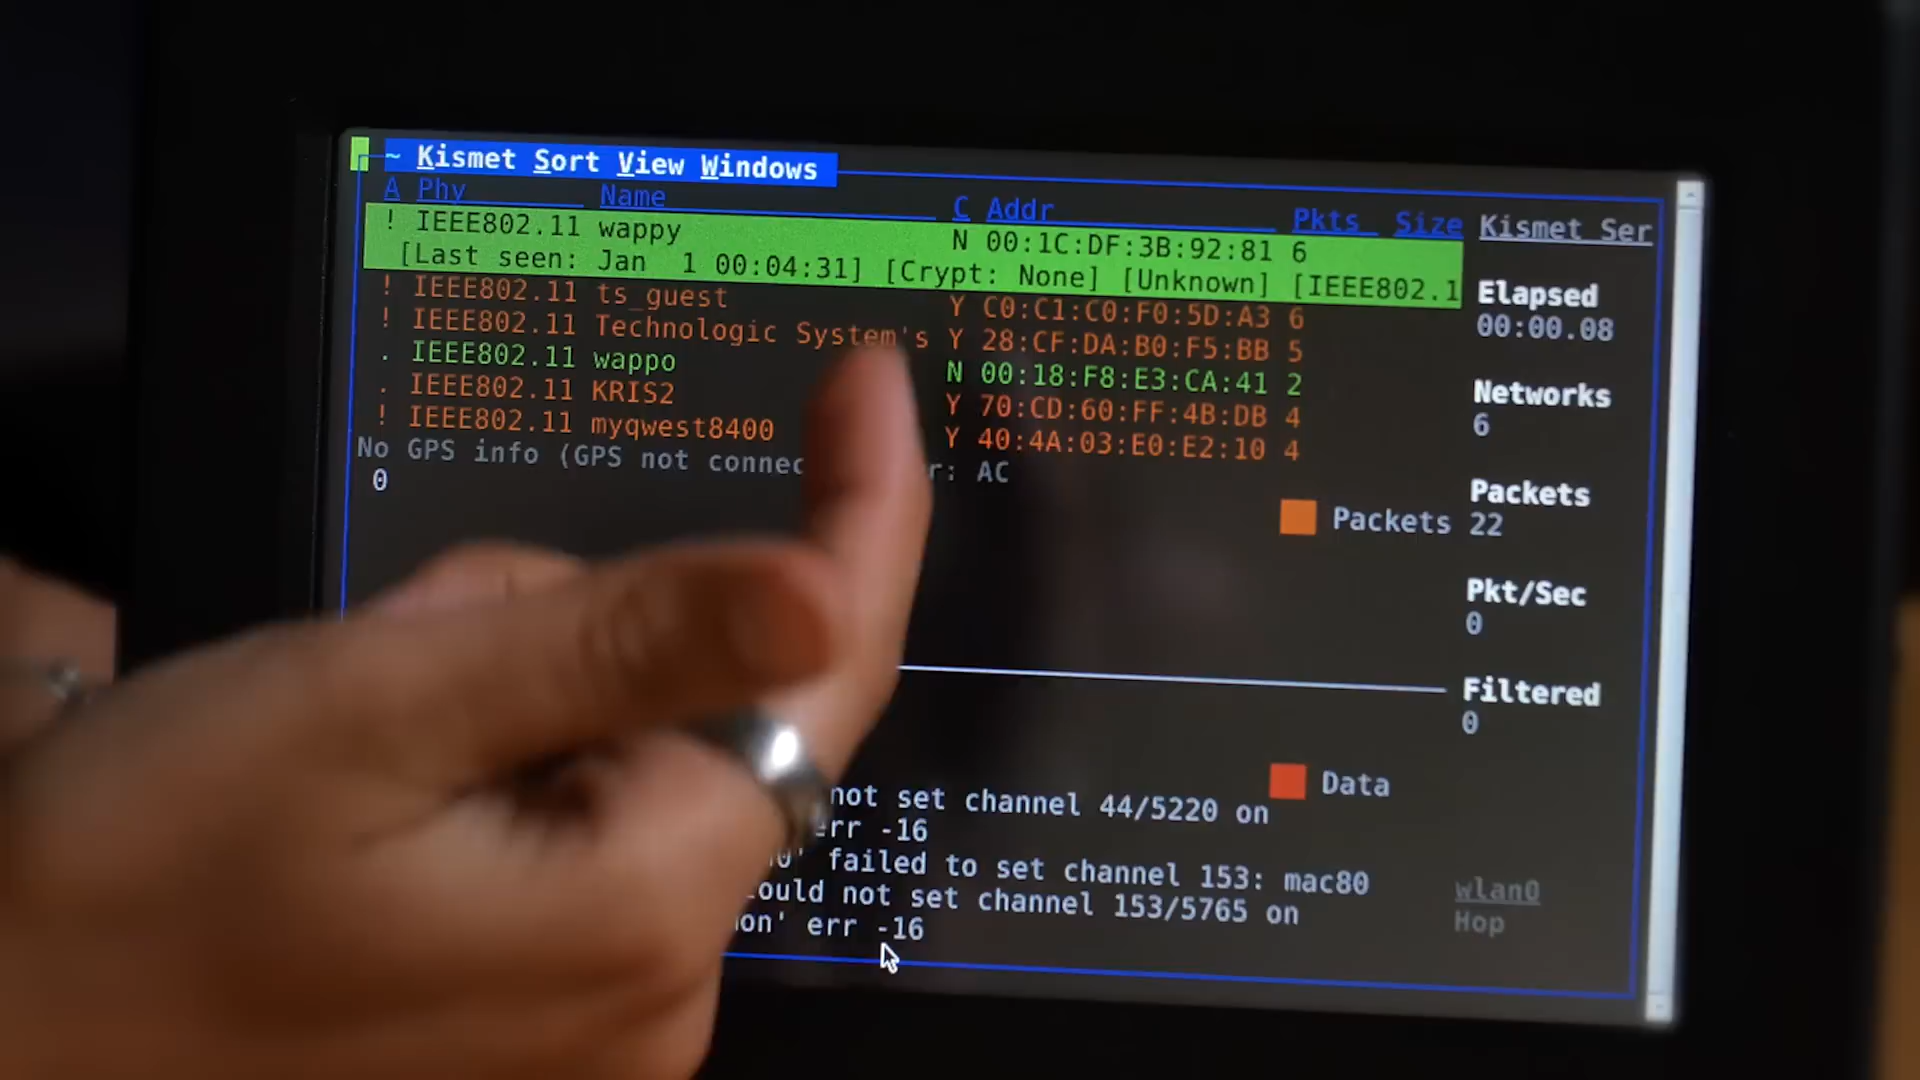 ~ Kismet Sort View Windows
A Phy Name C Addr Pkts Size Kismet Ser
! IEEE802.11 wappy N 00:1C:DF:3B:92:81 6
[Last seen: Jan 1 00:04:31] [Crypt: None] [Unknown] [IEEE802.1
! IEEE802.11 ts_guest Y C0:C1:C0:F0:5D:A3 6
Elapsed
! IEEE802.11 Technologic System's Y 28:CF:DA:B0:F5:BB 5
00:00.08
. IEEE802.11 wappo N 00:18:F8:E3:CA:41 2
. IEEE802.11 KRIS2 Y 70:CD:60:FF:4B:DB 4
Networks
! IEEE802.11 myqwest8400 Y 40:4A:03:E0:E2:10 4
6
No GPS info (GPS not connec r: AC
0
Packets
Packets 22
Pkt/Sec
0
Filtered
0
Data
not set channel 44/5220 on
err -16
0' failed to set channel 153: mac80
ould not set channel 153/5765 on
on' err -16
wlan0
Hop